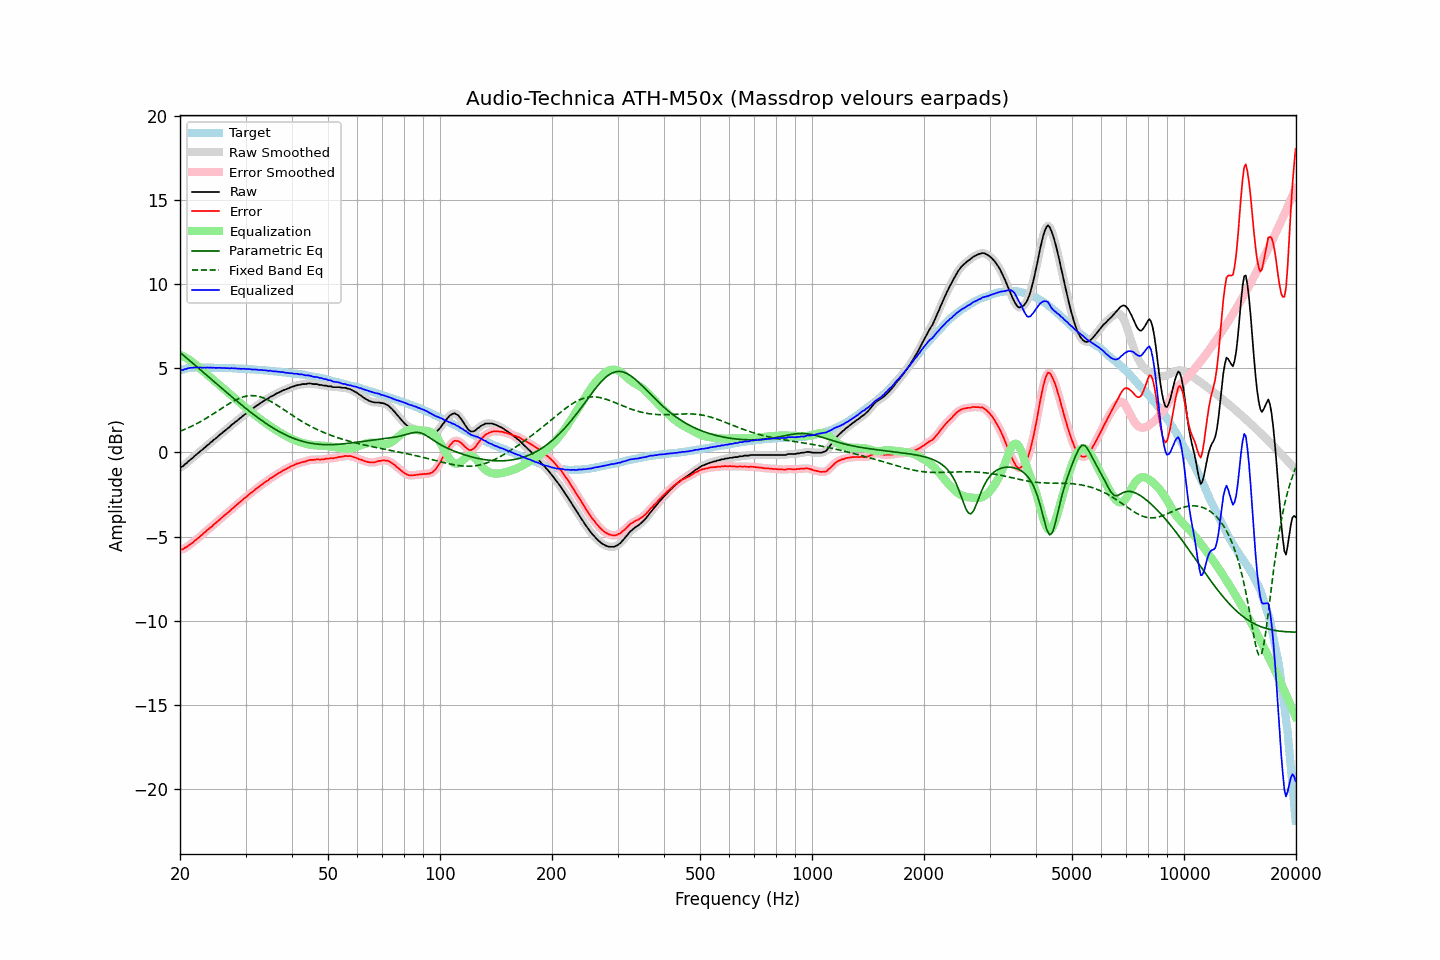 Audio-Technica ATH-M50x (Massdrop velours earpads)
Target
Raw Smoothed
Error Smoothed
Raw
Error
Equalization
Parametric Eq
Fixed Band Eq
Equalized
Amplitude (dBr)
20
15
10
5
0
−5
−10
−15
−20
20 50 100 200 500 1000 2000 5000 10000 20000
Frequency (Hz)